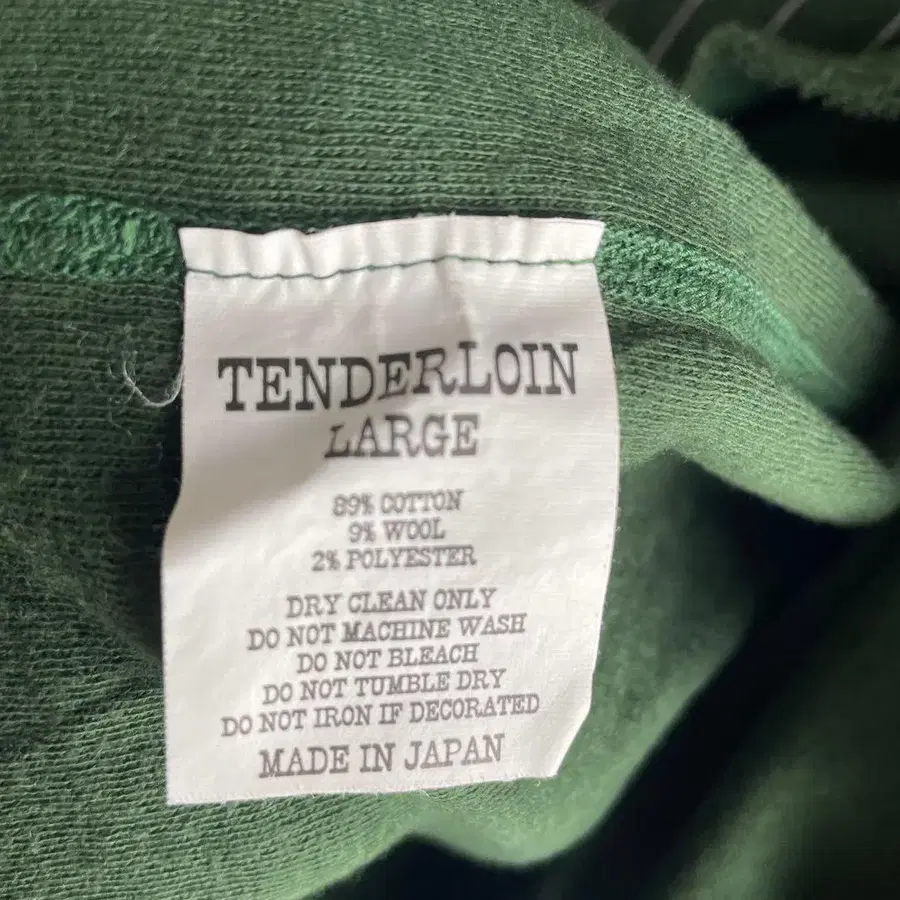 TENDERLOIN
LARGE
89% COTTON
9% WOOL
2% POLYESTER
DRY CLEAN ONLY
DO NOT MACHINE WASH
DO NOT BLEACH
DO NOT TUMBLE DRY
DO NOT IRON IF DECORATED
MADE IN JAPAN